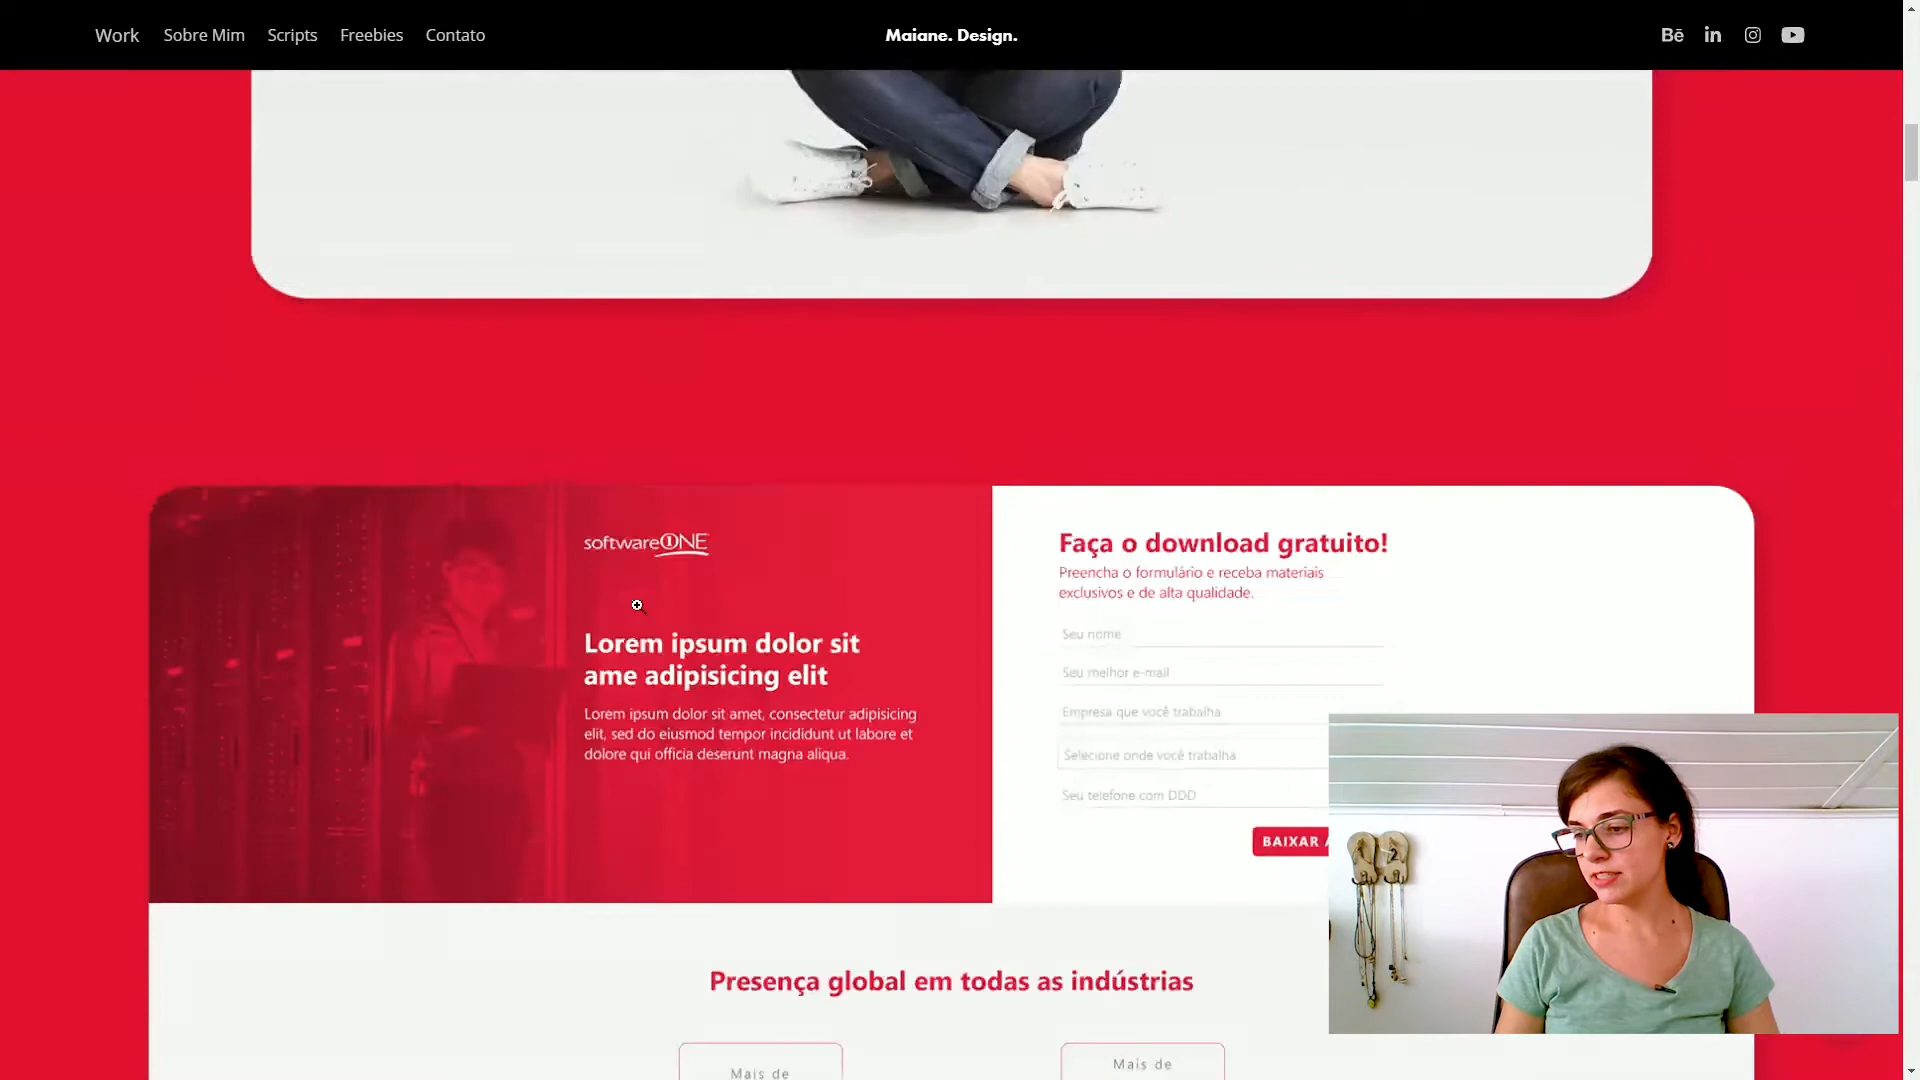 Work Sobre Mim Scripts Freebies Contato
Maiane. Design.
softwareONE
Lorem ipsum dolor sit
ame adipisicing elit
Lorem ipsum dolor sit amet, consectetur adipisicing
elit, sed do eiusmod tempor incididunt ut labore et
dolore qui officia deserunt magna aliqua.
Faça o download gratuito!
Preencha o formulário e receba materiais
exclusivos e de alta qualidade.
Seu nome
Seu melhor e-mail
Empresa que você trabalha
Selecione onde você trabalha
Seu telefone com DDD
BAIXAR
Presença global em todas as indústrias
Mais de
Mais de